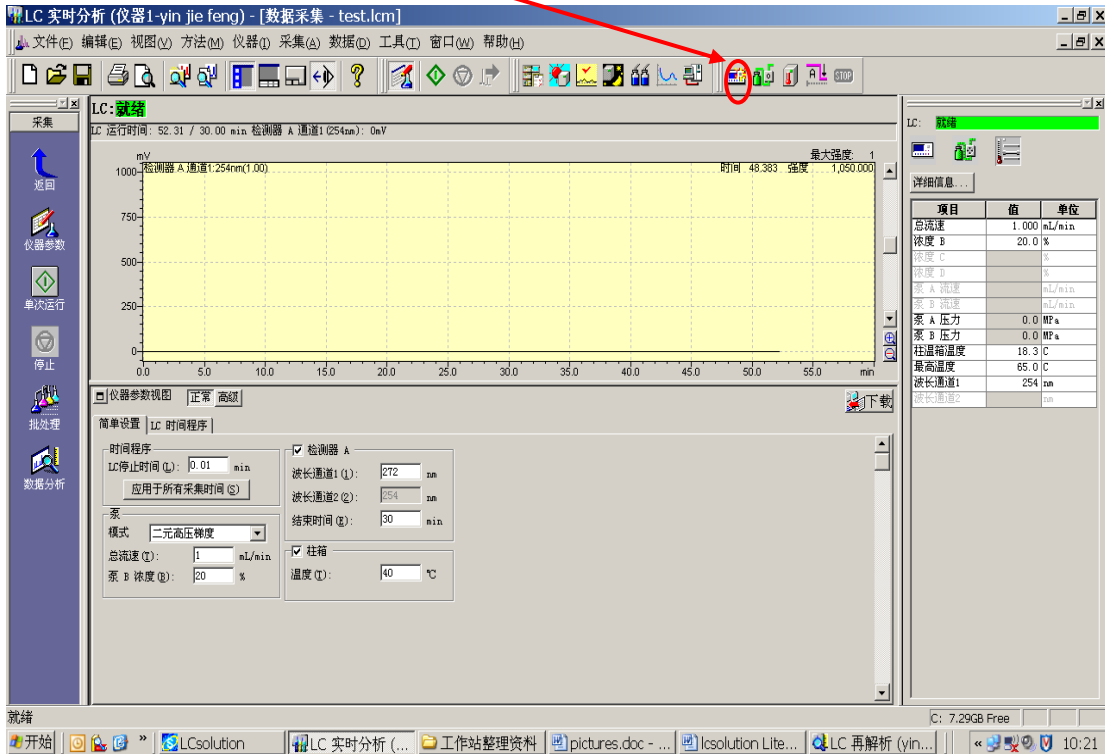 LC 实时分析 (仪器1-yin jie feng) - [数据采集 - test.lcm]
文件(F) 编辑(E) 视图(V) 方法(M) 仪器(I) 采集(A) 数据(D) 工具(T) 窗口(W) 帮助(H)
STOP
采集
返回
仪器参数
单次运行
停止
批处理
数据分析
LC:就绪
LC 运行时间: 52.31 / 30.00 min 检测器 A 通道1(254nm): 0mV
mV
最大强度: 1
检测器 A 通道1:254nm(1.00)
时间 48.383 强度 1,050.000
1000
750
500
250
0
0.0 5.0 10.0 15.0 20.0 25.0 30.0 35.0 40.0 45.0 50.0 55.0 min
仪器参数视图 正常 高级 下载
简单设置 LC 时间程序
时间程序
LC停止时间(L): 0.01 min
应用于所有采集时间(S)
泵
模式 二元高压梯度
总流速(T): 1 mL/min
泵 B 浓度(B): 20 %
检测器 A
波长通道1(1): 272 nm
波长通道2(2): 254 nm
结束时间(E): 30 min
柱箱
温度(T): 40 ℃
LC: 就绪
详细信息...
项目 值 单位
总流速 1.000 mL/min
浓度 B 20.0 %
浓度 C %
浓度 D %
泵 A 流速 mL/min
泵 B 流速 mL/min
泵 A 压力 0.0 MPa
泵 B 压力 0.0 MPa
柱温箱温度 18.3 C
最高温度 65.0 C
波长通道1 254 nm
波长通道2 nm
就绪
C: 7.29GB Free
开始 » LCsolution LC 实时分析 (... 工作站整理资料 pictures.doc - ... lcsolution Lite... LC 再解析 (yin... « 10:21